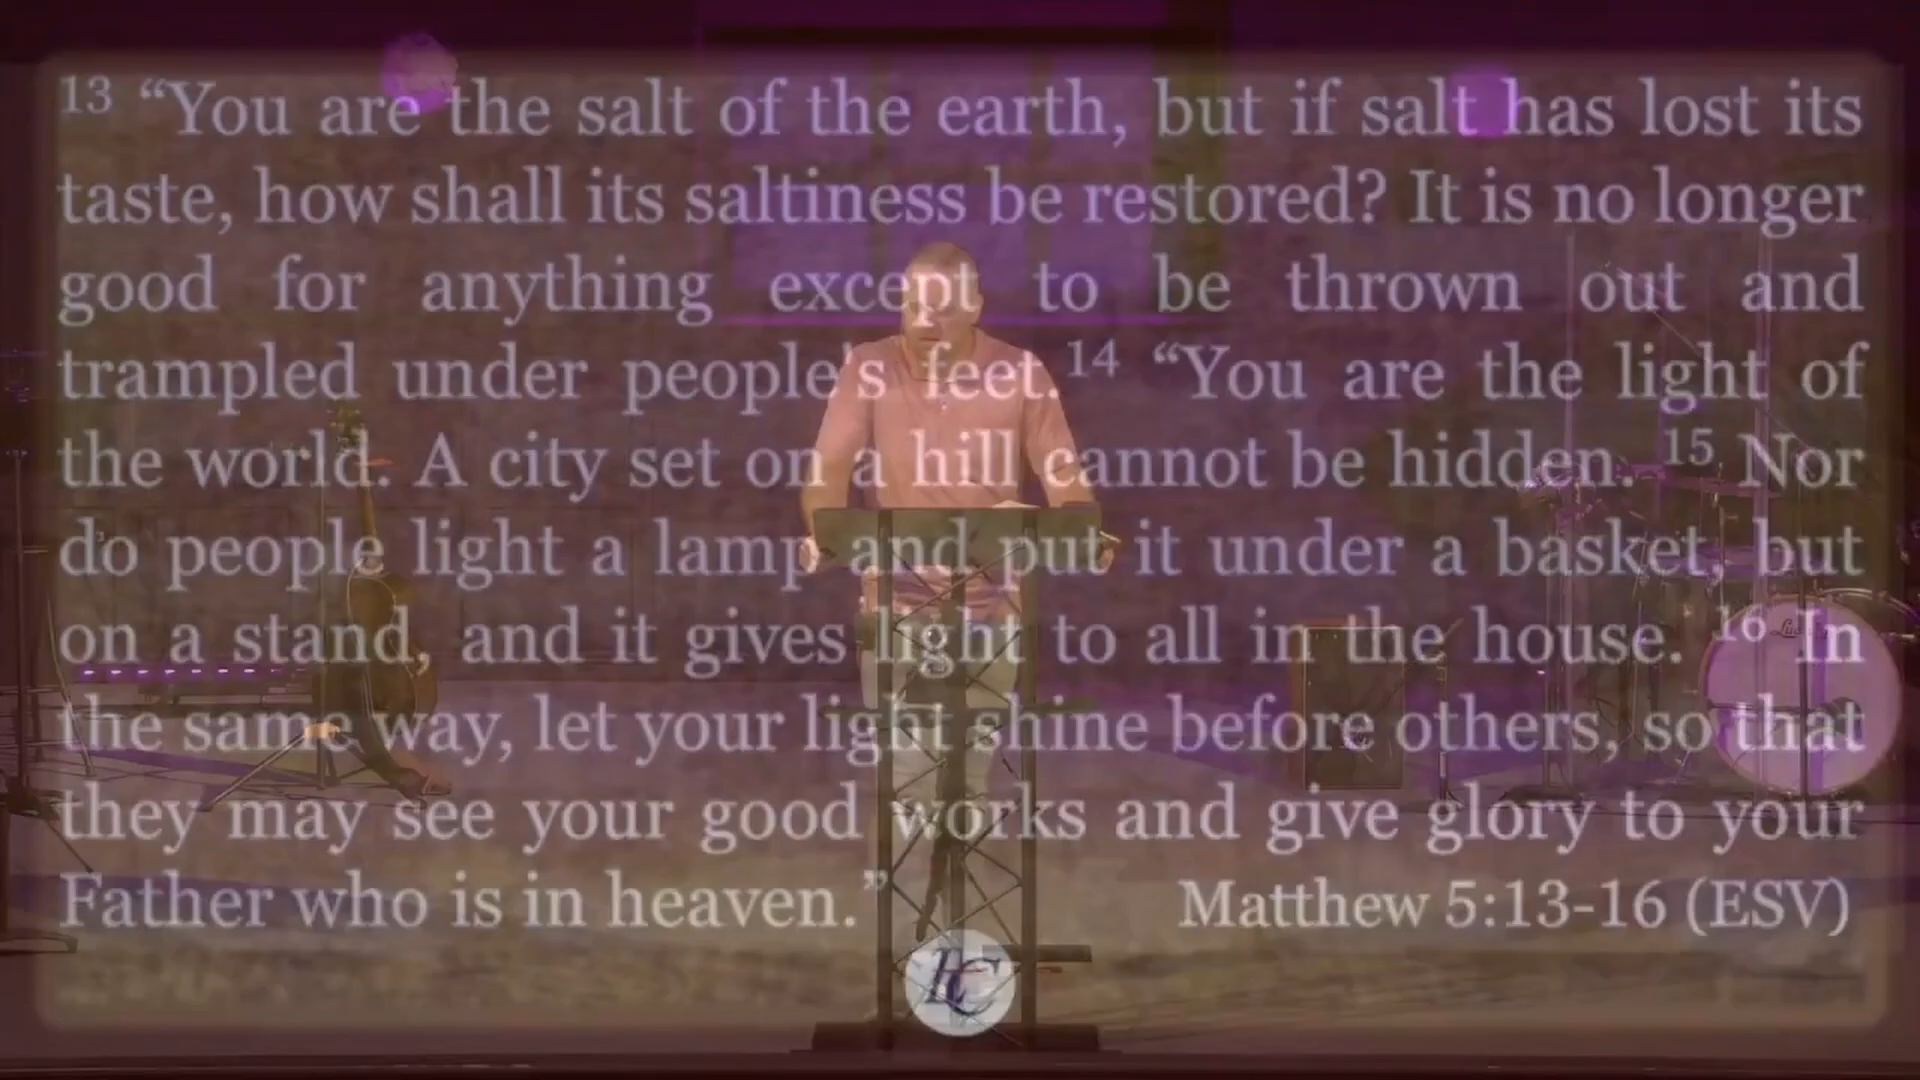 13 “You are the salt of the earth, but if salt has lost its
taste, how shall its saltiness be restored? It is no longer
good for anything except to be thrown out and
trampled under people's feet. 14 “You are the light of
the world. A city set on a hill cannot be hidden. 15 Nor
do people light a lamp and put it under a basket, but
on a stand, and it gives light to all in the house. 16 In
the same way, let your light shine before others, so that
they may see your good works and give glory to your
Father who is in heaven.” Matthew 5:13-16 (ESV)